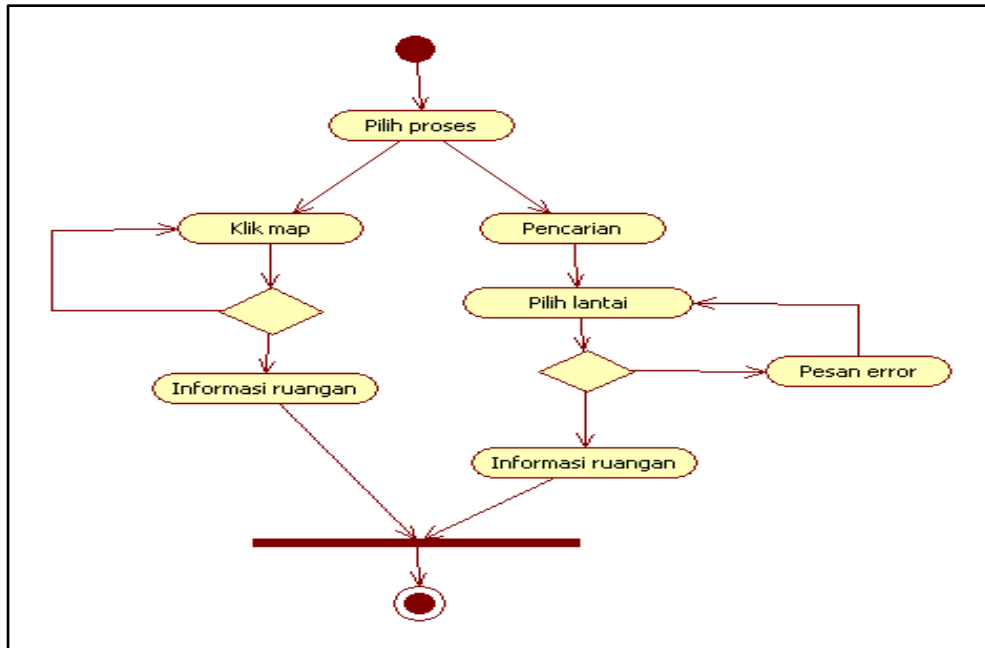 Pilih proses
Klik map
Pencarian
Pilih lantai
Informasi ruangan
Pesan error
Informasi ruangan